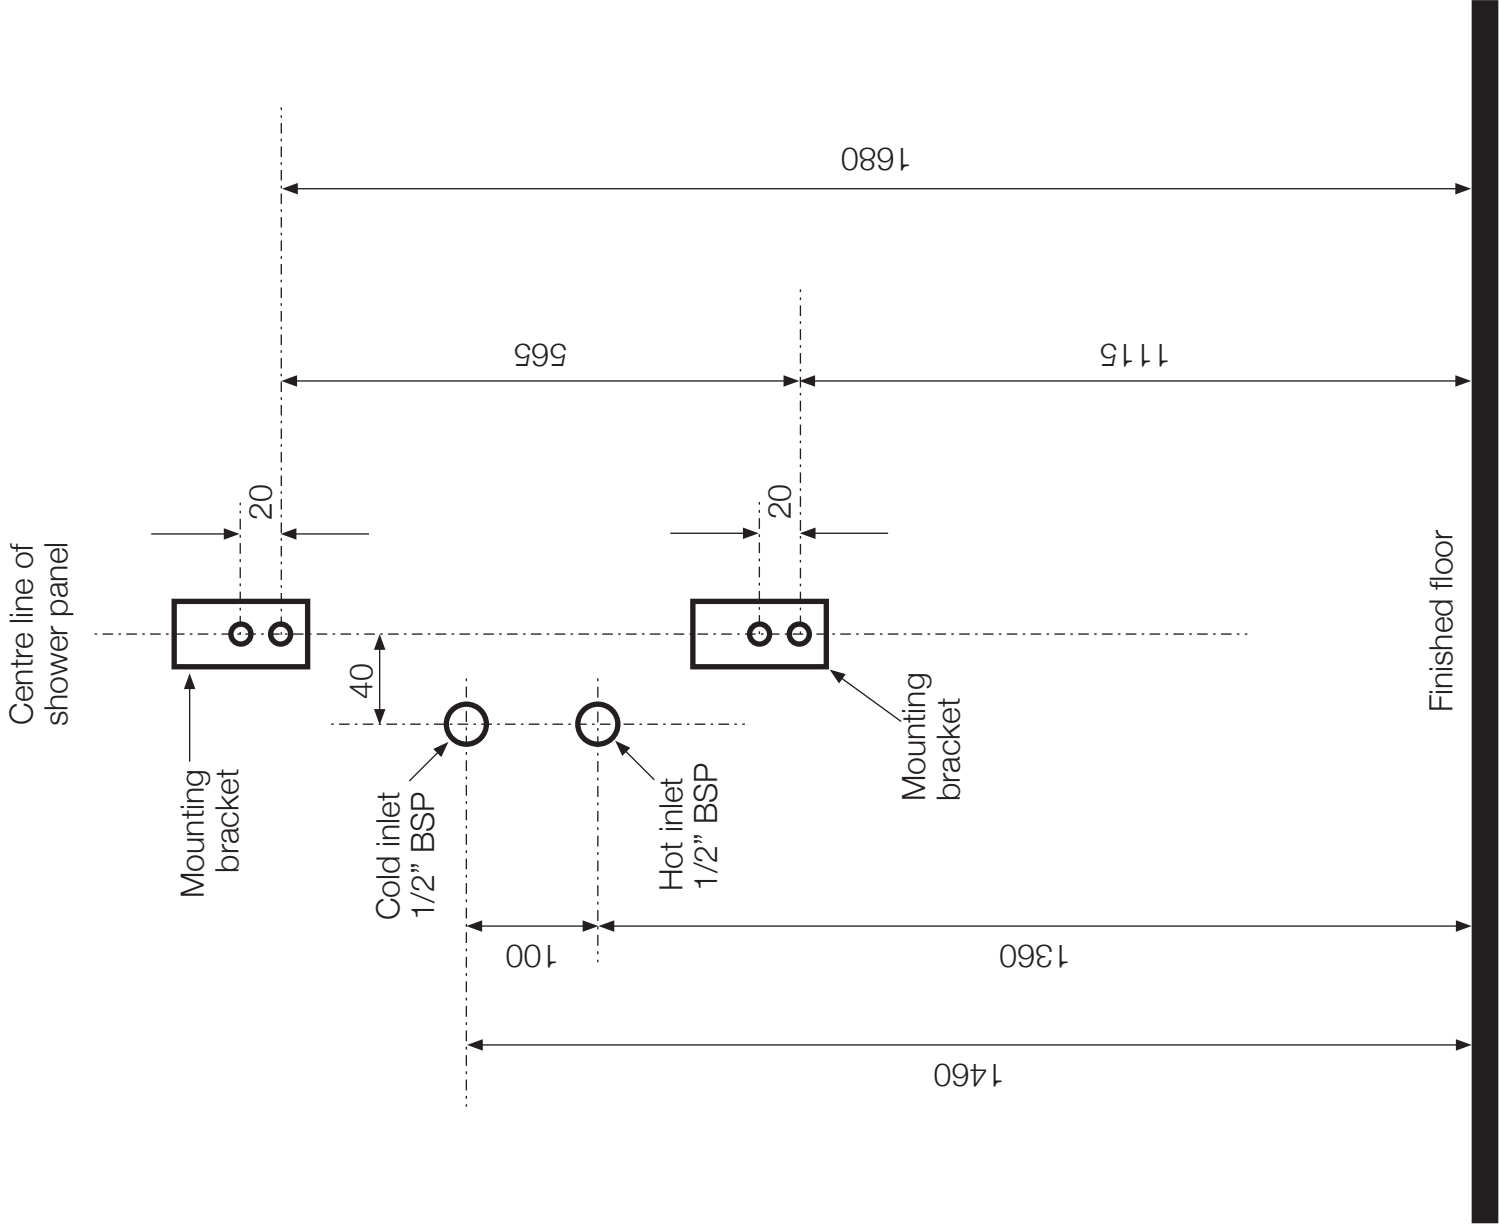 Centre line of
shower panel
Mounting
bracket
20
1680
40
Cold inlet
1/2” BSP
565
100
Hot inlet
1/2” BSP
20
1460
Mounting
bracket
1115
1360
Finished floor